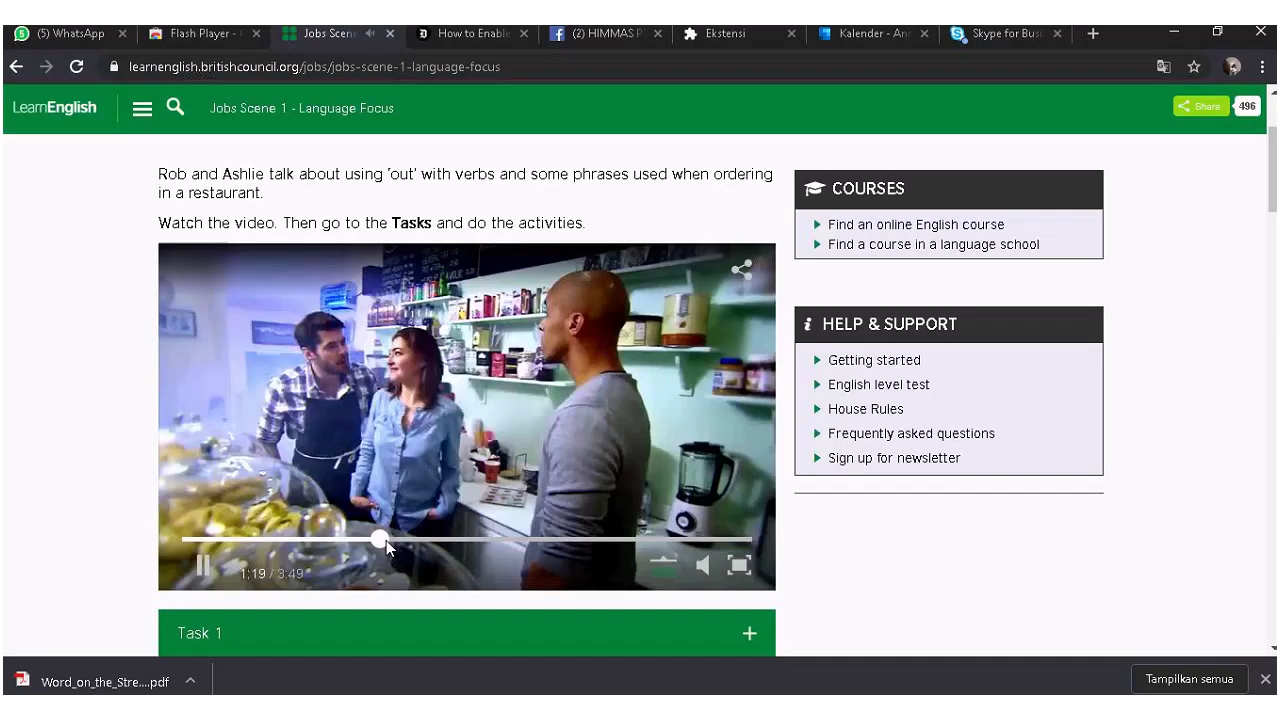 (5) WhatsApp
Flash Player -
Jobs Scene
How to Enable
(2) HIMMAS P
Ekstensi
Kalender - An
Skype for Busi
learnenglish.britishcouncil.org/jobs/jobs-scene-1-language-focus
LearnEnglish
Jobs Scene 1 - Language Focus
Share
496
Rob and Ashlie talk about using 'out' with verbs and some phrases used when ordering
in a restaurant.
Watch the video. Then go to the Tasks and do the activities.
1:19 / 3:49
Task 1
COURSES
Find an online English course
Find a course in a language school
HELP & SUPPORT
Getting started
English level test
House Rules
Frequently asked questions
Sign up for newsletter
Word_on_the_Stre....pdf
Tampilkan semua